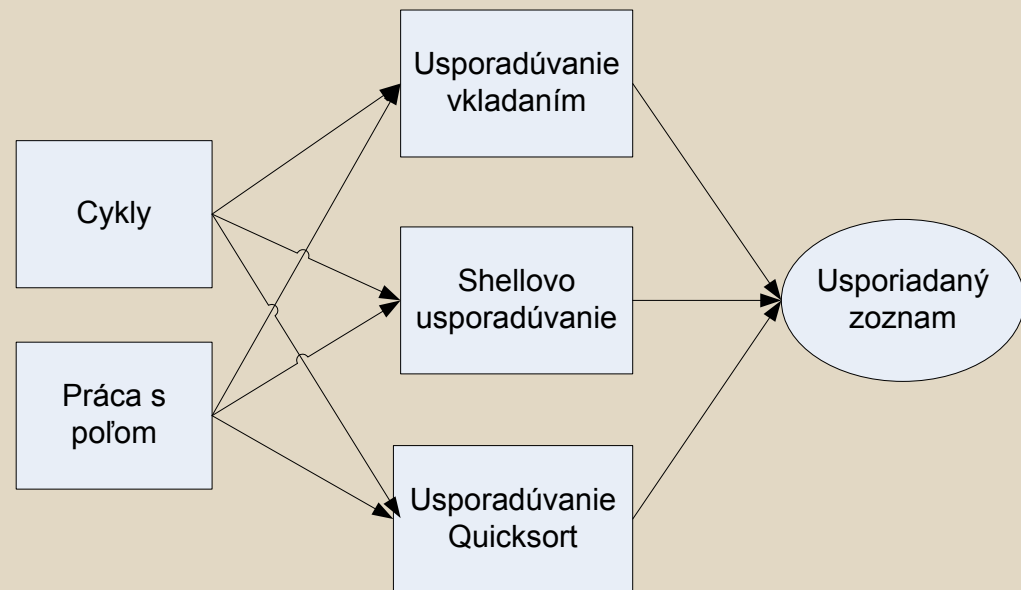 Cykly
Práca s
poľom
Usporadúvanie
vkladaním
Shellovo
usporadúvanie
Usporadúvanie
Quicksort
Usporiadaný
zoznam